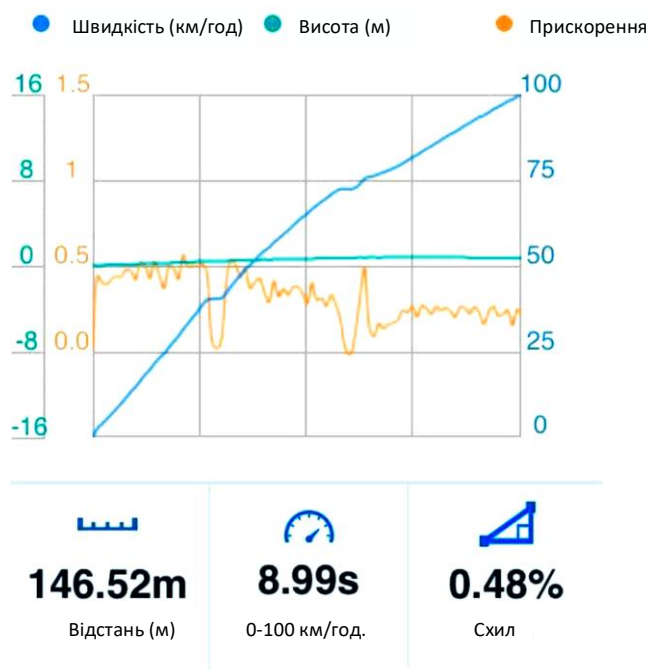 Швидкість (км/год) Висота (м) Прискорення
16 1.5 100
8 1 75
0 0.5 50
-8 0.0 25
-16 0
146.52m 8.99s 0.48%
Відстань (м) 0-100 км/год. Схил